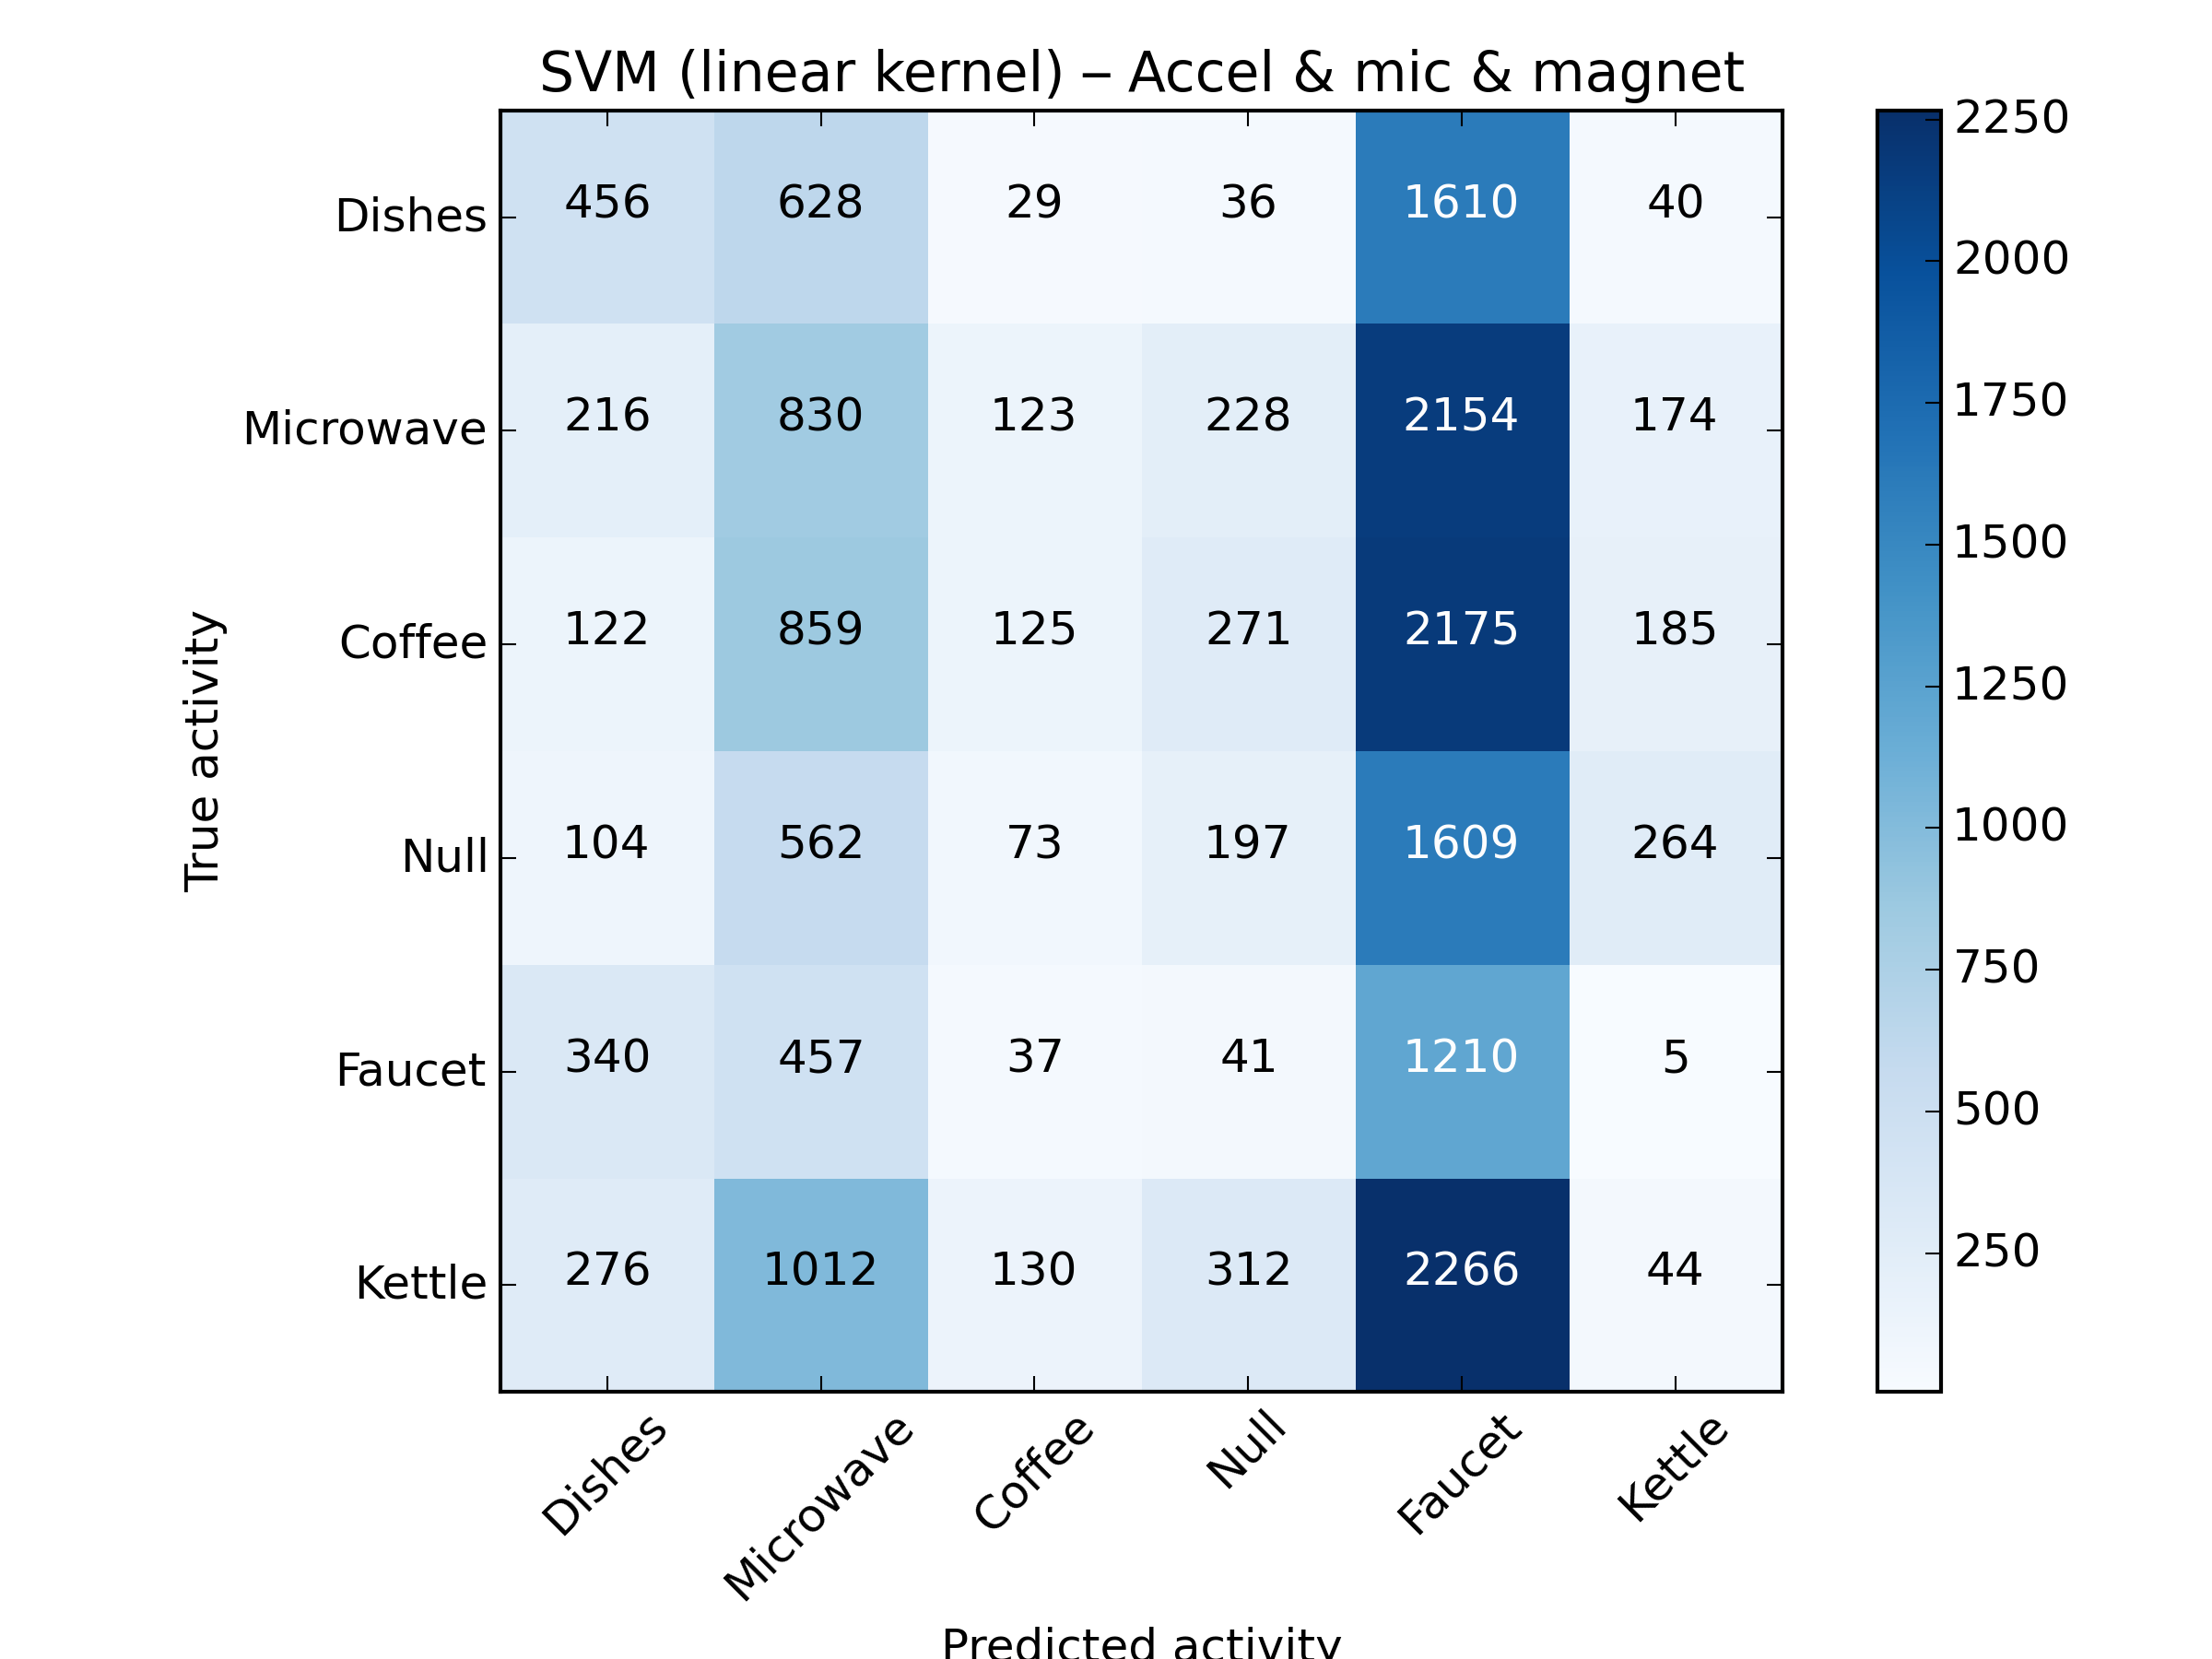 SVM (linear kernel) – Accel & mic & magnet
2250
Dishes 456 628 29 36 1610 40
2000
Microwave 216 830 123 228 2154 174
1750
1500
Coffee 122 859 125 271 2175 185
1250
True activity
1000
Null 104 562 73 197 1609 264
750
Faucet 340 457 37 41 1210 5
500
Kettle 276 1012 130 312 2266 44
250
Dishes Microwave Coffee Null Faucet Kettle
Predicted activity